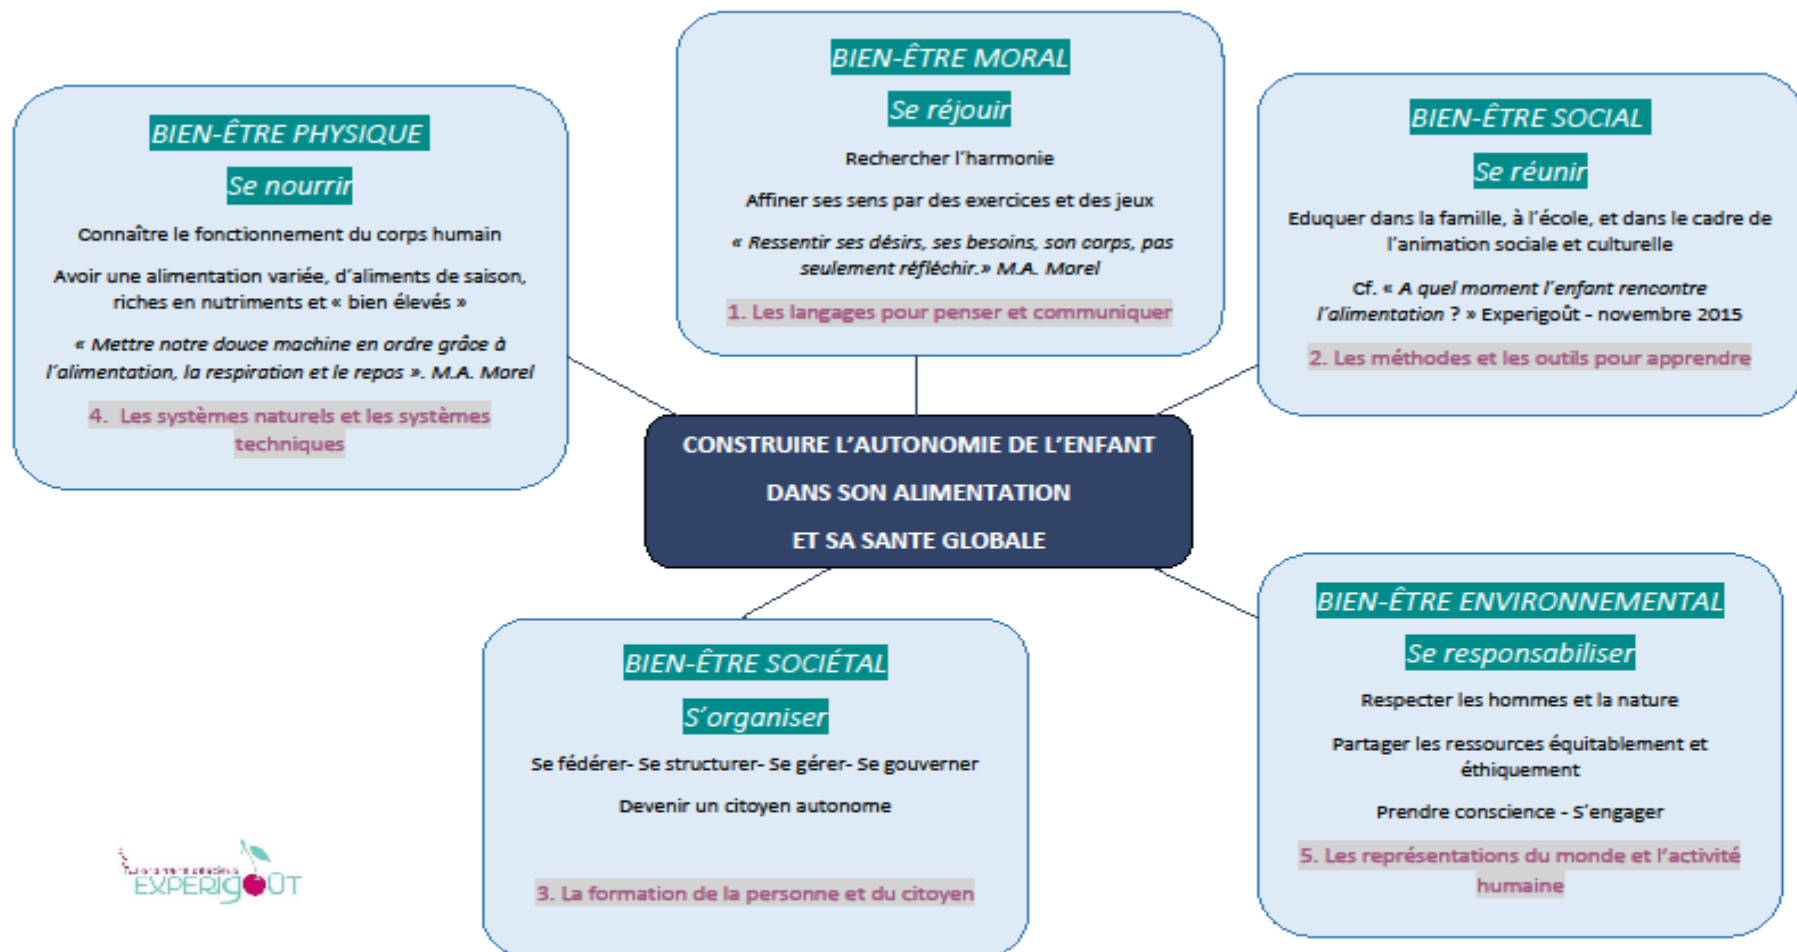 BIEN-ÊTRE PHYSIQUE
Se nourrir
Connaître le fonctionnement du corps humain
Avoir une alimentation variée, d'aliments de saison,
riches en nutriments et « bien élevés »
« Mettre notre douce machine en ordre grâce à
l'alimentation, la respiration et le repos ». M.A. Morel
4. Les systèmes naturels et les systèmes
techniques
BIEN-ÊTRE MORAL
Se réjouir
Rechercher l'harmonie
Affiner ses sens par des exercices et des jeux
« Ressentir ses désirs, ses besoins, son corps, pas
seulement réfléchir.» M.A. Morel
1. Les langages pour penser et communiquer
BIEN-ÊTRE SOCIAL
Se réunir
Eduquer dans la famille, à l'école, et dans le cadre de
l'animation sociale et culturelle
Cf. « A quel moment l'enfant rencontre
l'alimentation ? » Experigoût - novembre 2015
2. Les méthodes et les outils pour apprendre
CONSTRUIRE L'AUTONOMIE DE L'ENFANT
DANS SON ALIMENTATION
ET SA SANTE GLOBALE
BIEN-ÊTRE SOCIÉTAL
S'organiser
Se fédérer- Se structurer- Se gérer- Se gouverner
Devenir un citoyen autonome
3. La formation de la personne et du citoyen
BIEN-ÊTRE ENVIRONNEMENTAL
Se responsabiliser
Respecter les hommes et la nature
Partager les ressources équitablement et
éthiquement
Prendre conscience - S'engager
5. Les représentations du monde et l'activité
humaine
EXPERIGOÛT